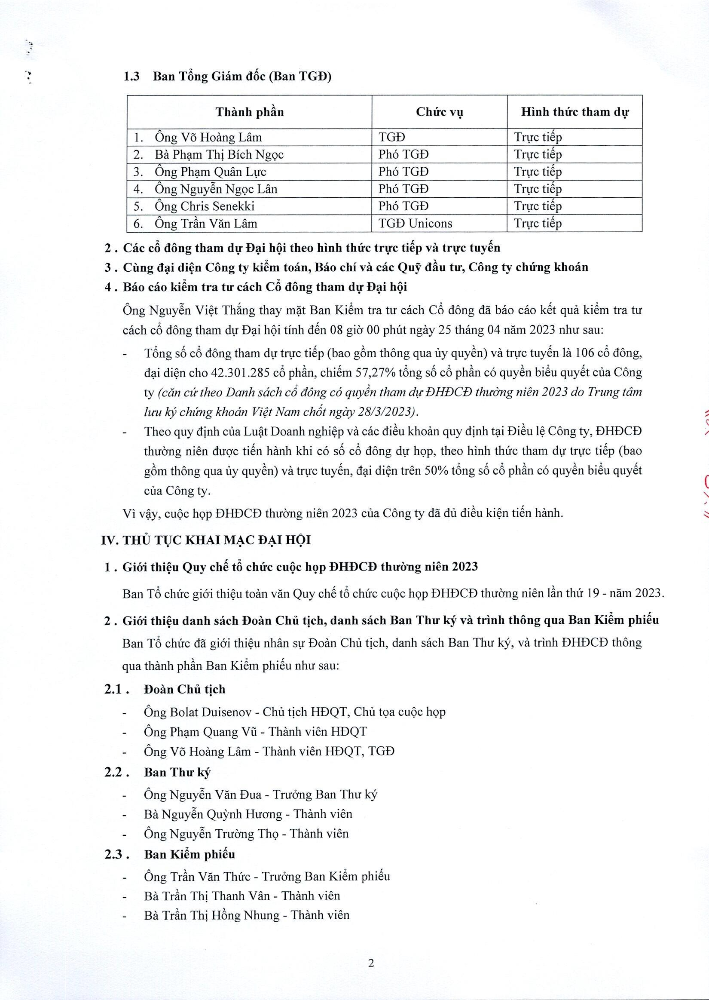 1.3 Ban Tổng Giám đốc (Ban TGĐ)
Thành phần Chức vụ Hình thức tham dự
1. Ông Võ Hoàng Lâm TGĐ Trực tiếp
2. Bà Phạm Thị Bích Ngọc Phó TGĐ Trực tiếp
3. Ông Phạm Quân Lực Phó TGĐ Trực tiếp
4. Ông Nguyễn Ngọc Lân Phó TGĐ Trực tiếp
5. Ông Chris Senekki Phó TGĐ Trực tiếp
6. Ông Trần Văn Lâm TGĐ Unicons Trực tiếp
2 . Các cổ đông tham dự Đại hội theo hình thức trực tiếp và trực tuyến
3 . Cùng đại diện Công ty kiểm toán, Báo chí và các Quỹ đầu tư, Công ty chứng khoán
4 . Báo cáo kiểm tra tư cách Cổ đông tham dự Đại hội
Ông Nguyễn Việt Thắng thay mặt Ban Kiểm tra tư cách Cổ đông đã báo cáo kết quả kiểm tra tư
cách cổ đông tham dự Đại hội tính đến 08 giờ 00 phút ngày 25 tháng 04 năm 2023 như sau:
- Tổng số cổ đông tham dự trực tiếp (bao gồm thông qua ủy quyền) và trực tuyến là 106 cổ đông,
đại diện cho 42.301.285 cổ phần, chiếm 57,27% tổng số cổ phần có quyền biểu quyết của Công
ty (căn cứ theo Danh sách cổ đông có quyền tham dự ĐHĐCĐ thường niên 2023 do Trung tâm
lưu ký chứng khoán Việt Nam chốt ngày 28/3/2023).
- Theo quy định của Luật Doanh nghiệp và các điều khoản quy định tại Điều lệ Công ty, ĐHĐCĐ
thường niên được tiến hành khi có số cổ đông dự họp, theo hình thức tham dự trực tiếp (bao
gồm thông qua ủy quyền) và trực tuyến, đại diện trên 50% tổng số cổ phần có quyền biểu quyết
của Công ty.
Vì vậy, cuộc họp ĐHĐCĐ thường niên 2023 của Công ty đã đủ điều kiện tiến hành.
IV. THỦ TỤC KHAI MẠC ĐẠI HỘI
1 . Giới thiệu Quy chế tổ chức cuộc họp ĐHĐCĐ thường niên 2023
Ban Tổ chức giới thiệu toàn văn Quy chế tổ chức cuộc họp ĐHĐCĐ thường niên lần thứ 19 - năm 2023.
2 . Giới thiệu danh sách Đoàn Chủ tịch, danh sách Ban Thư ký và trình thông qua Ban Kiểm phiếu
Ban Tổ chức đã giới thiệu nhân sự Đoàn Chủ tịch, danh sách Ban Thư ký, và trình ĐHĐCĐ thông
qua thành phần Ban Kiểm phiếu như sau:
2.1 . Đoàn Chủ tịch
- Ông Bolat Duisenov - Chủ tịch HĐQT, Chủ tọa cuộc họp
- Ông Phạm Quang Vũ - Thành viên HĐQT
- Ông Võ Hoàng Lâm - Thành viên HĐQT, TGĐ
2.2 . Ban Thư ký
- Ông Nguyễn Văn Đua - Trưởng Ban Thư ký
- Bà Nguyễn Quỳnh Hương - Thành viên
- Ông Nguyễn Trường Thọ - Thành viên
2.3 . Ban Kiểm phiếu
- Ông Trần Văn Thức - Trưởng Ban Kiểm phiếu
- Bà Trần Thị Thanh Vân - Thành viên
- Bà Trần Thị Hồng Nhung - Thành viên
2